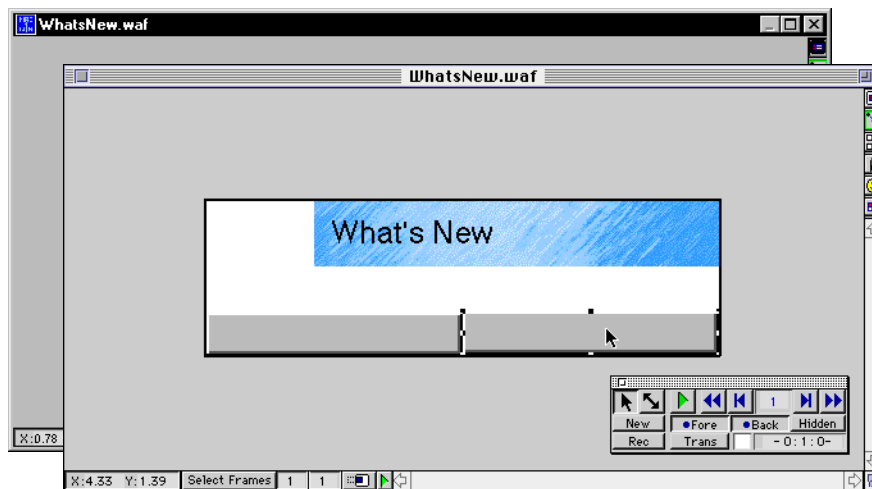 WhatsNew.waf
WhatsNew.waf
What's New
1
New Fore Back Hidden
Rec Trans -0:1:0-
X:0.78
X:4.33 Y:1.39 Select Frames 1 1